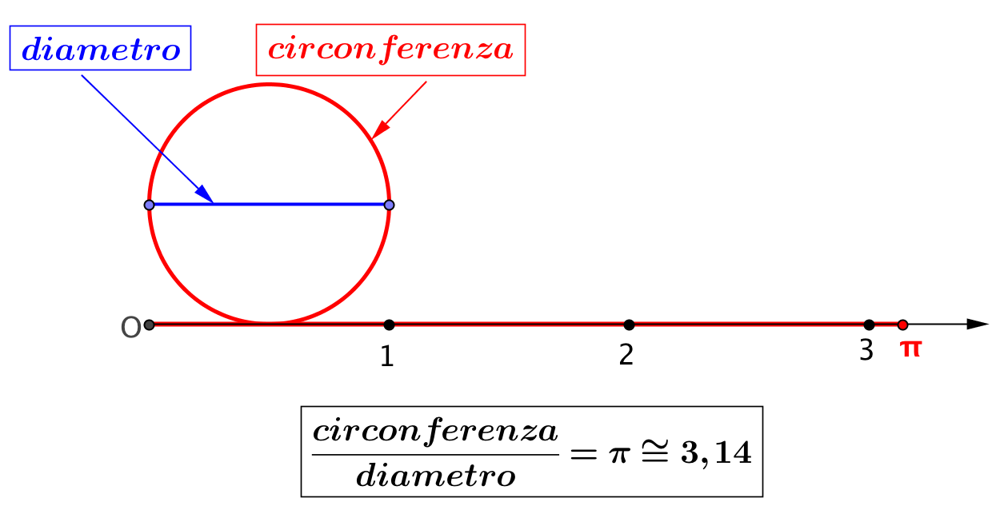 diametro
circonferenza
O
1
2
3
π
circonferenza
diametro
= π ≅ 3,14